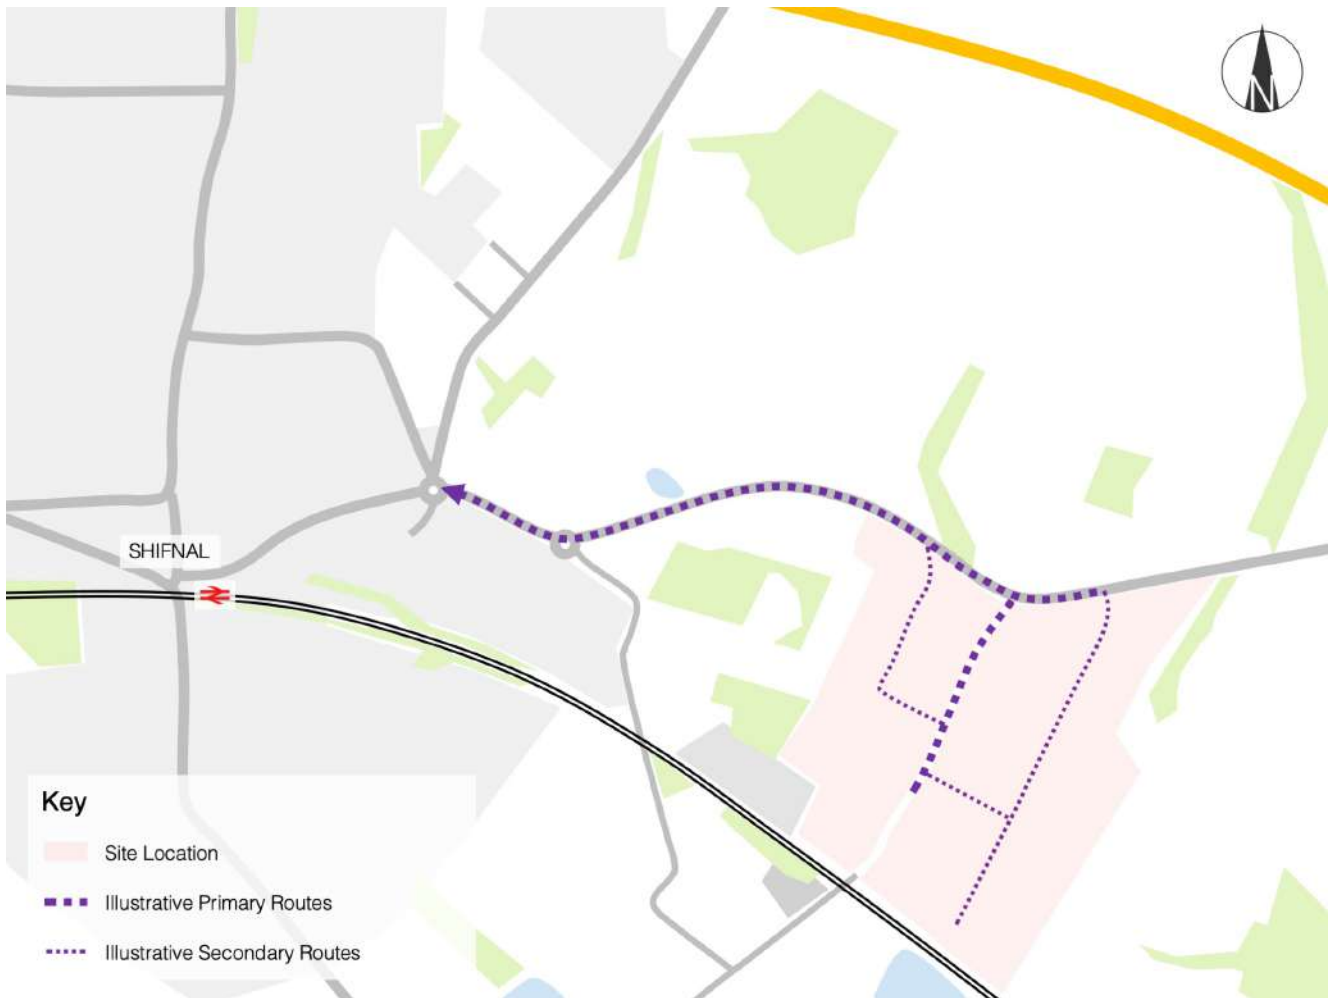 N
SHIFNAL
Key
Site Location
Illustrative Primary Routes
Illustrative Secondary Routes